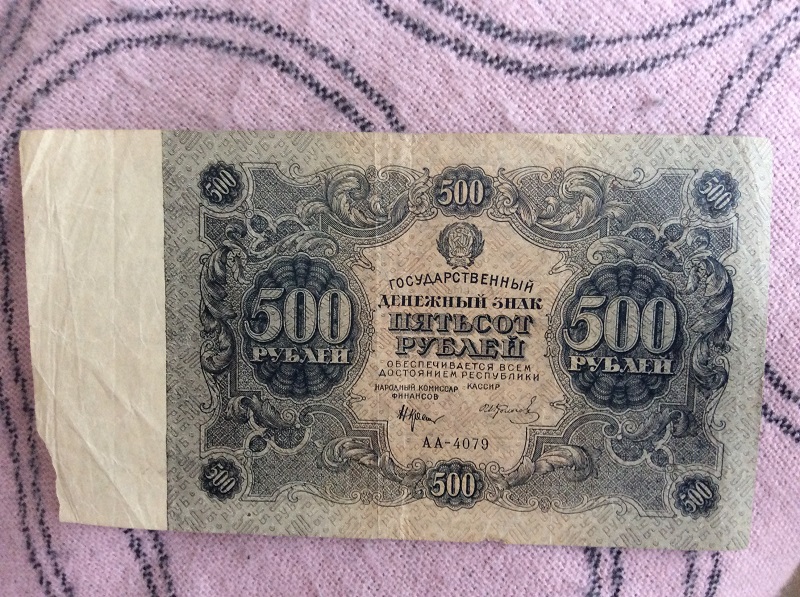 500
500
500
ГОСУДАРСТВЕННЫЙ
ДЕНЕЖНЫЙ ЗНАК
ПЯТЬСОТ
РУБЛЕЙ
500
РУБЛЕЙ
500
РУБЛЕЙ
ОБЕСПЕЧИВАЕТСЯ ВСЕМ
ДОСТОЯНИЕМ РЕСПУБЛИКИ
НАРОДНЫЙ КОМИССАР
ФИНАНСОВ
КАССИР
АА-4079
500
500
500